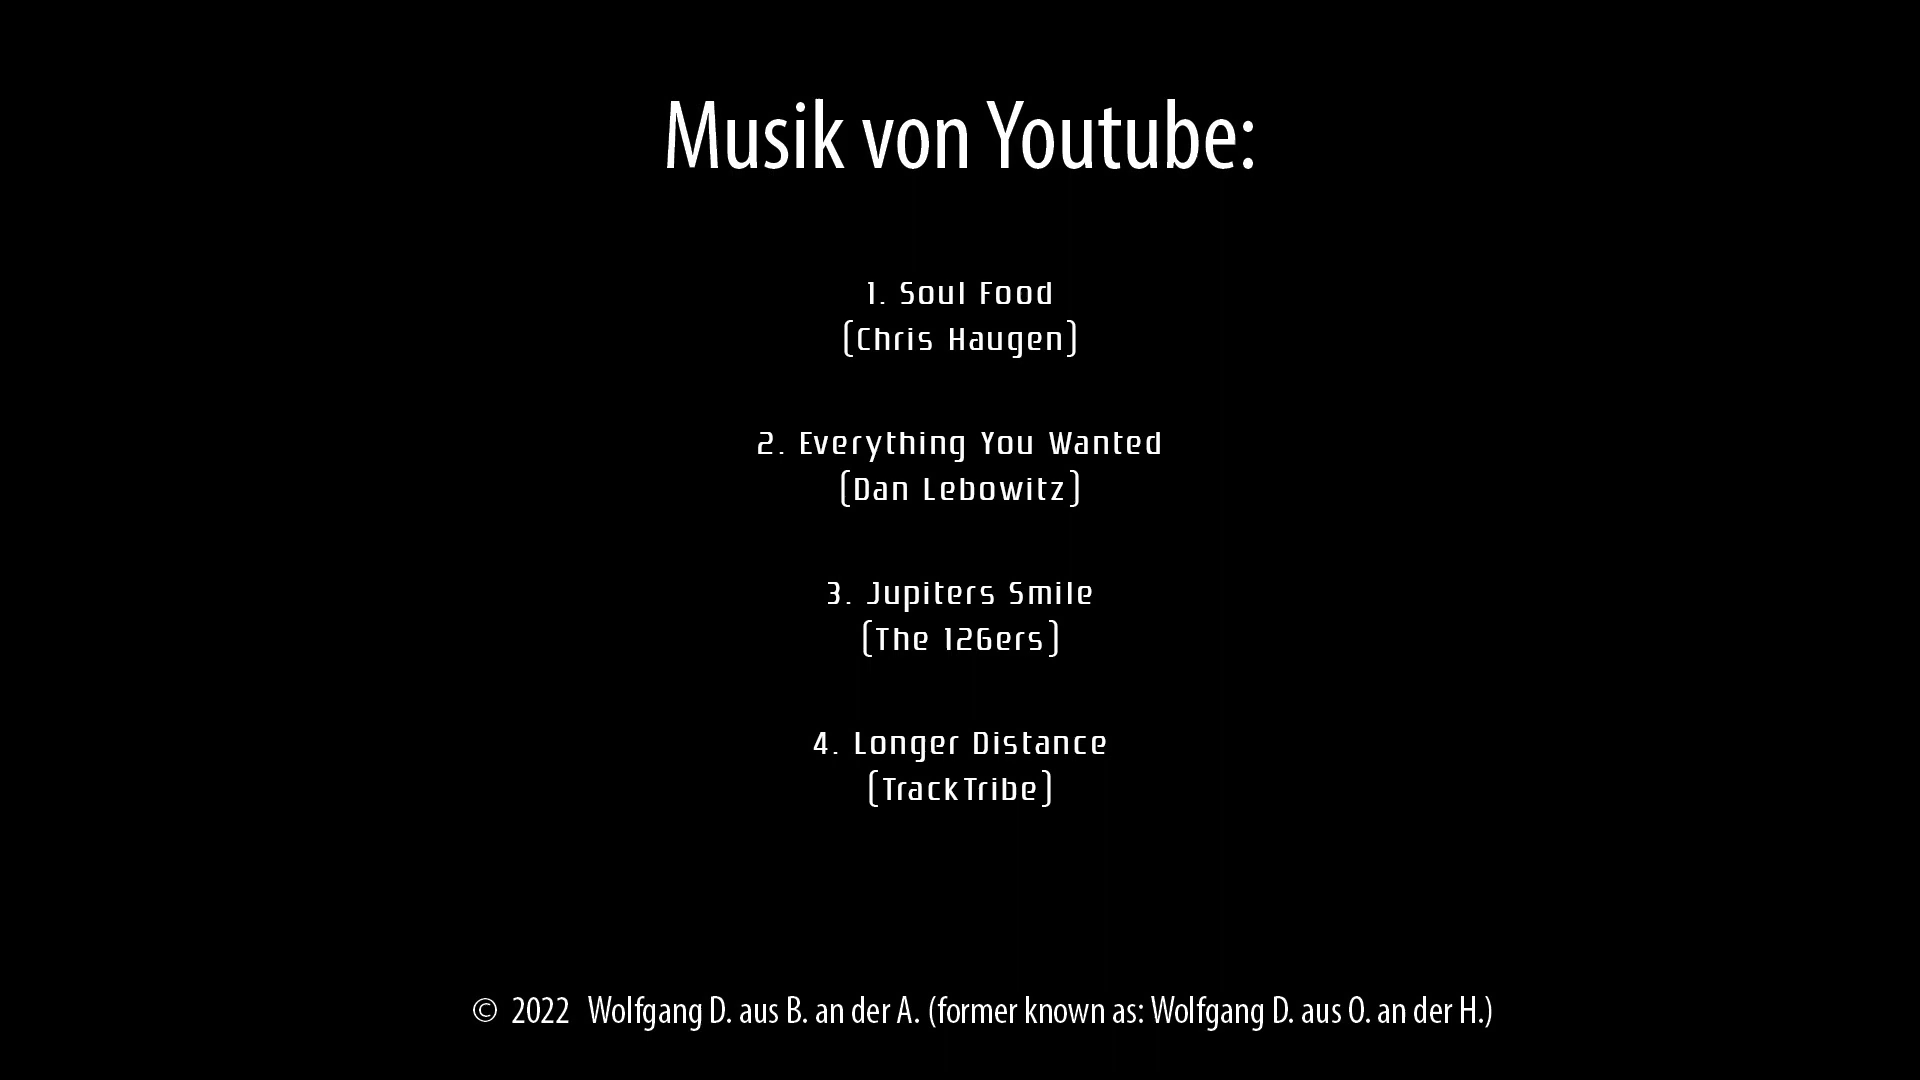 Musik von Youtube:
1. Soul Food
(Chris Haugen)
2. Everything You Wanted
(Dan Lebowitz)
3. Jupiters Smile
(The 126ers)
4. Longer Distance
(TrackTribe)
© 2022 Wolfgang D. aus B. an der A. (former known as: Wolfgang D. aus O. an der H.)